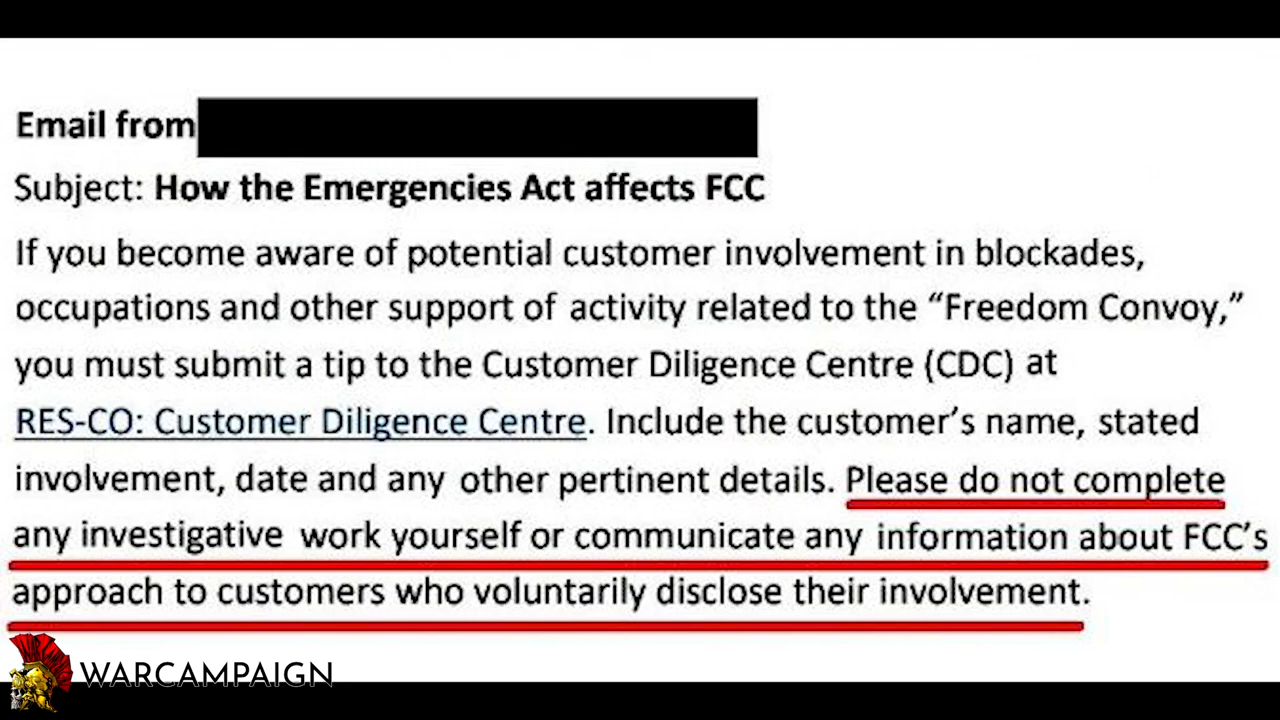 Email from
Subject: How the Emergencies Act affects FCC
If you become aware of potential customer involvement in blockades,
occupations and other support of activity related to the “Freedom Convoy,”
you must submit a tip to the Customer Diligence Centre (CDC) at
RES-CO: Customer Diligence Centre. Include the customer’s name, stated
involvement, date and any other pertinent details. Please do not complete
any investigative work yourself or communicate any information about FCC’s
approach to customers who voluntarily disclose their involvement.
WARCAMPAIGN